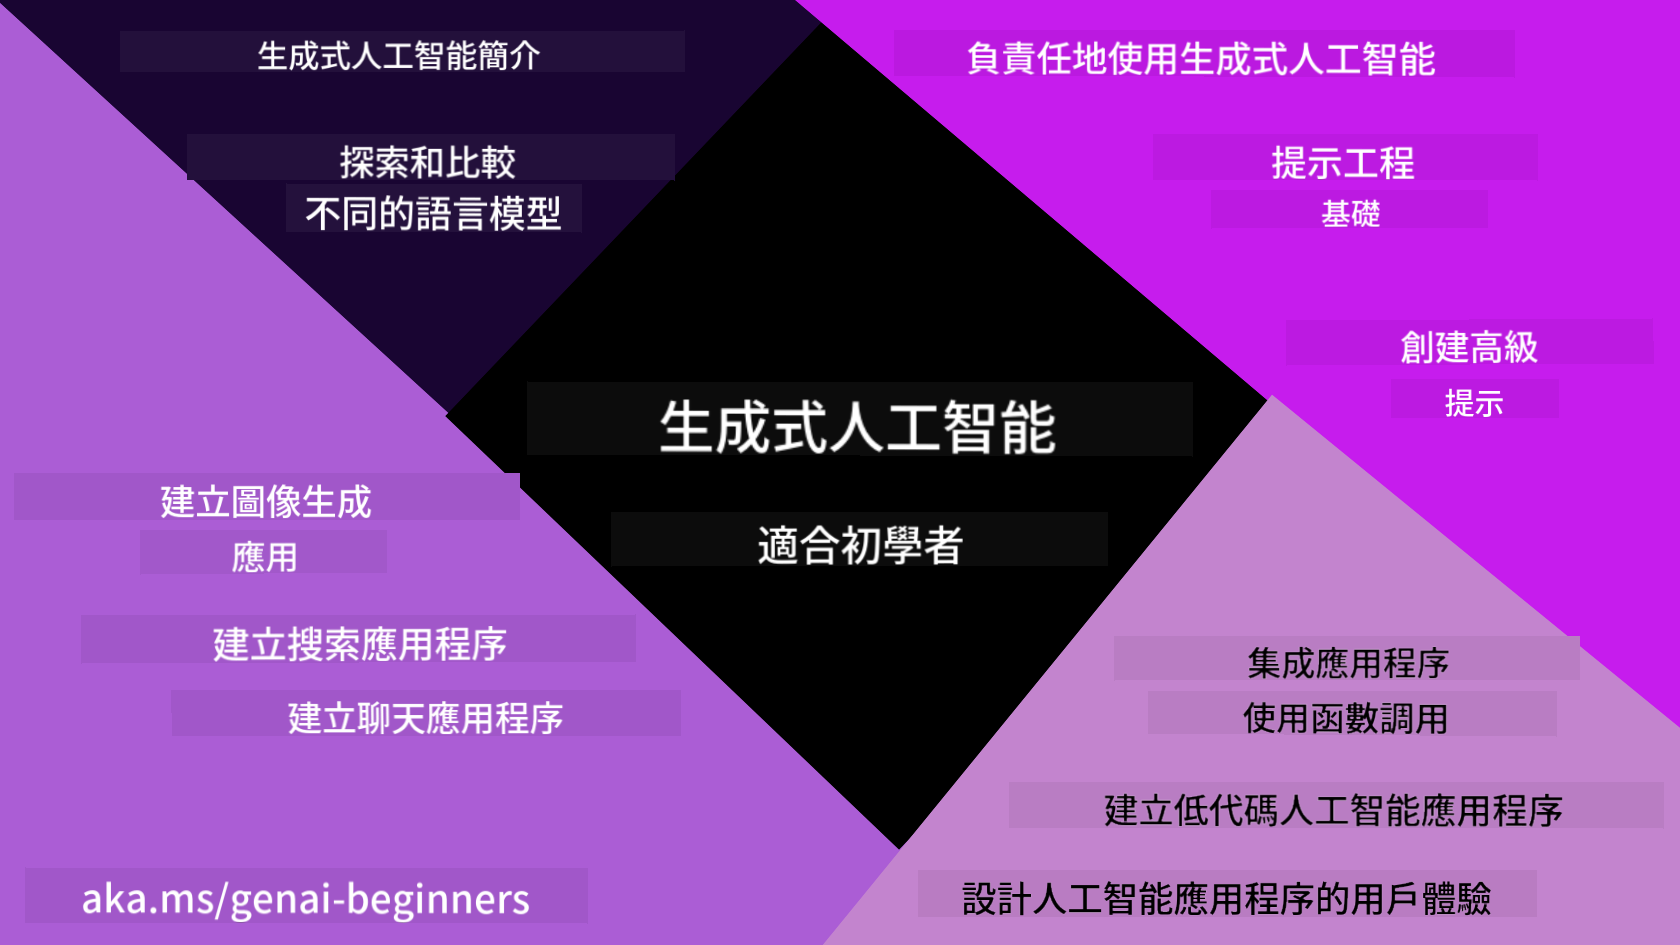 生成式人工智能簡介
探索和比較
不同的語言模型
負責任地使用生成式人工智能
提示工程
基礎
創建高級
提示
生成式人工智能
適合初學者
建立圖像生成
應用
建立搜索應用程序
建立聊天應用程序
aka.ms/genai-beginners
集成應用程序
使用函數調用
建立低代碼人工智能應用程序
設計人工智能應用程序的用戶體驗